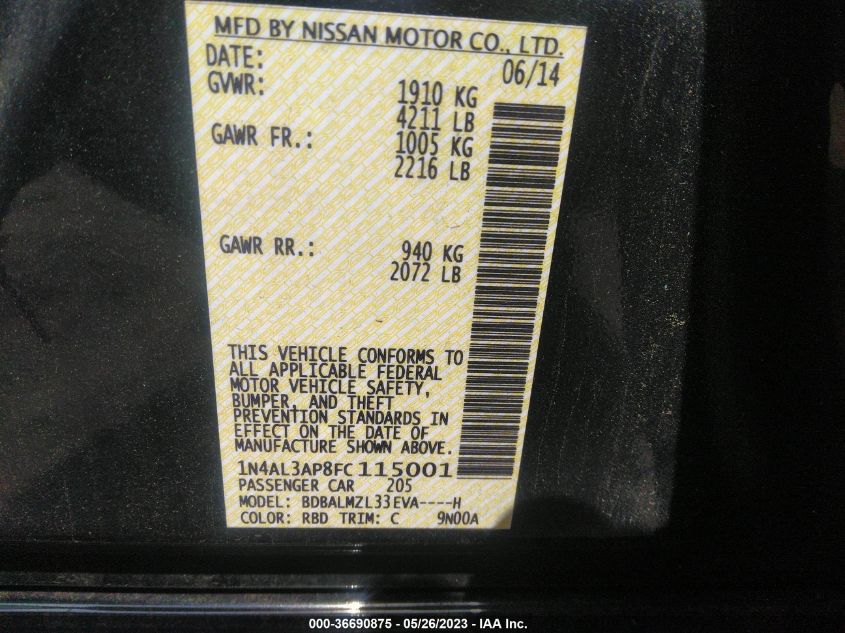 MFD BY NISSAN MOTOR CO., LTD.
DATE: 06/14
GVWR: 1910 KG
4211 LB
GAWR FR.: 1005 KG
2216 LB
GAWR RR.: 940 KG
2072 LB
THIS VEHICLE CONFORMS TO
ALL APPLICABLE FEDERAL
MOTOR VEHICLE SAFETY,
BUMPER, AND THEFT
PREVENTION STANDARDS IN
EFFECT ON THE DATE OF
MANUFACTURE SHOWN ABOVE.
1N4AL3AP8FC115001
PASSENGER CAR 205
MODEL: BDBALMZL33EVA----H
COLOR: RBD TRIM: C 9N00A
000-36690875 - 05/26/2023 - IAA Inc.